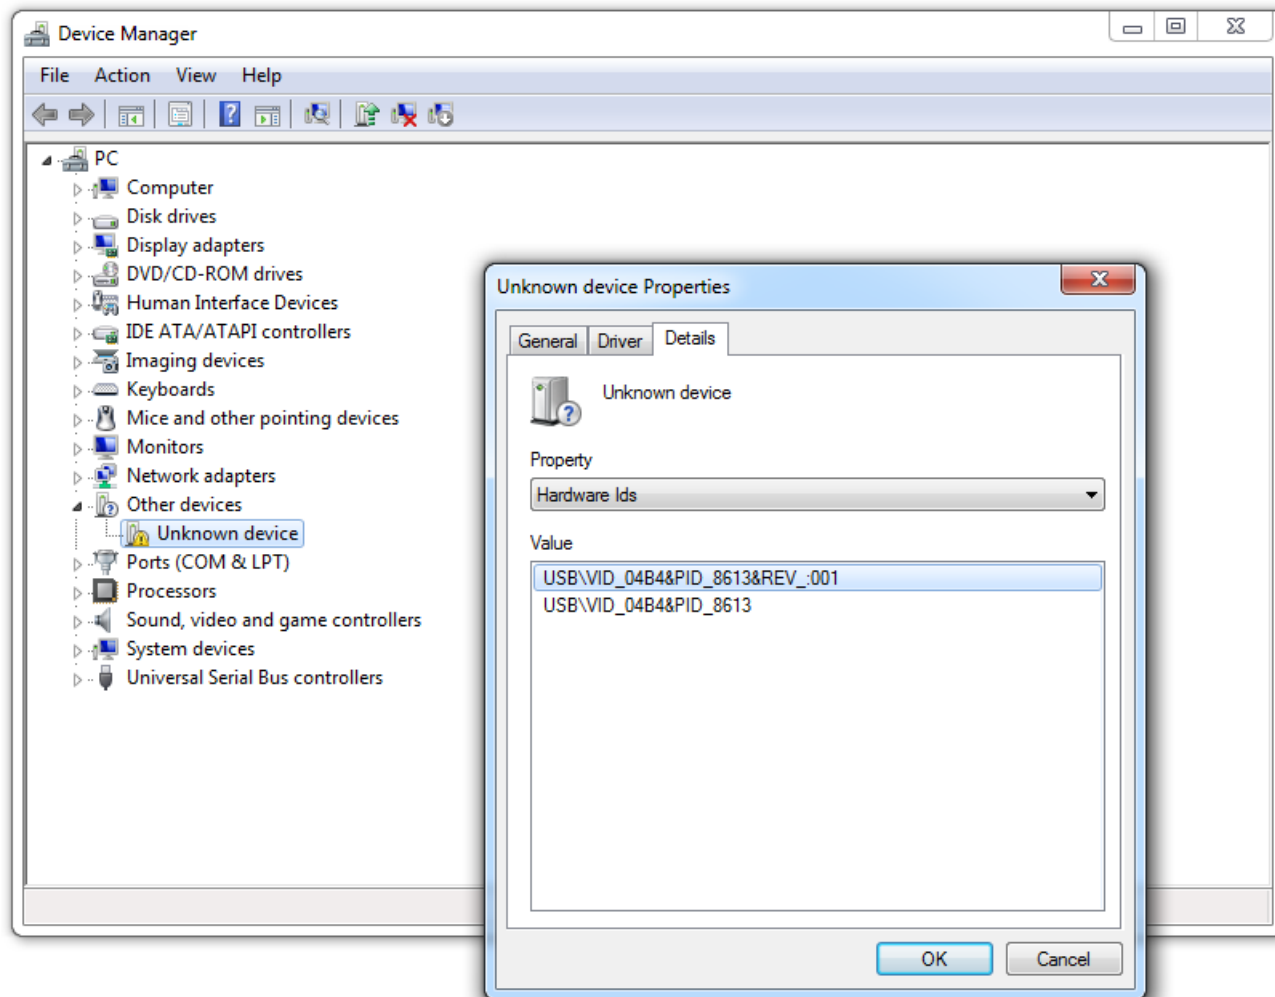 Device Manager
File Action View Help
PC
Computer
Disk drives
Display adapters
DVD/CD-ROM drives
Human Interface Devices
IDE ATA/ATAPI controllers
Imaging devices
Keyboards
Mice and other pointing devices
Monitors
Network adapters
Other devices
Unknown device
Ports (COM & LPT)
Processors
Sound, video and game controllers
System devices
Universal Serial Bus controllers
Unknown device Properties
General Driver Details
Unknown device
Property
Hardware Ids
Value
USB\VID_04B4&PID_8613&REV_:001
USB\VID_04B4&PID_8613
OK Cancel